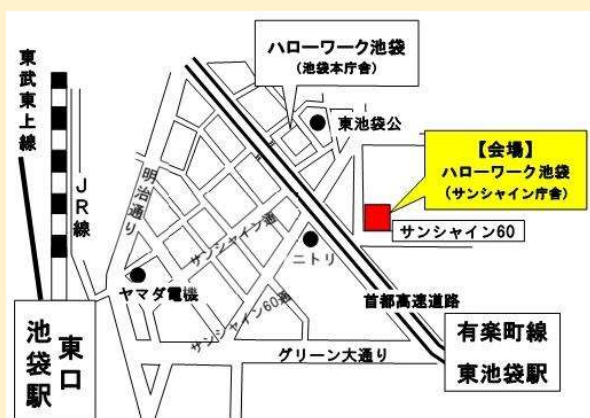 東武東上線
JR線
明治通り
ハローワーク池袋
(池袋本庁舎)
東池袋公
【会場】
ハローワーク池袋
(サンシャイン庁舎)
サンシャイン60
サンシャイン通
ニトリ
ヤマダ電機
サンシャイン60通
首都高速道路
グリーン大通り
東口
池袋駅
有楽町線
東池袋駅